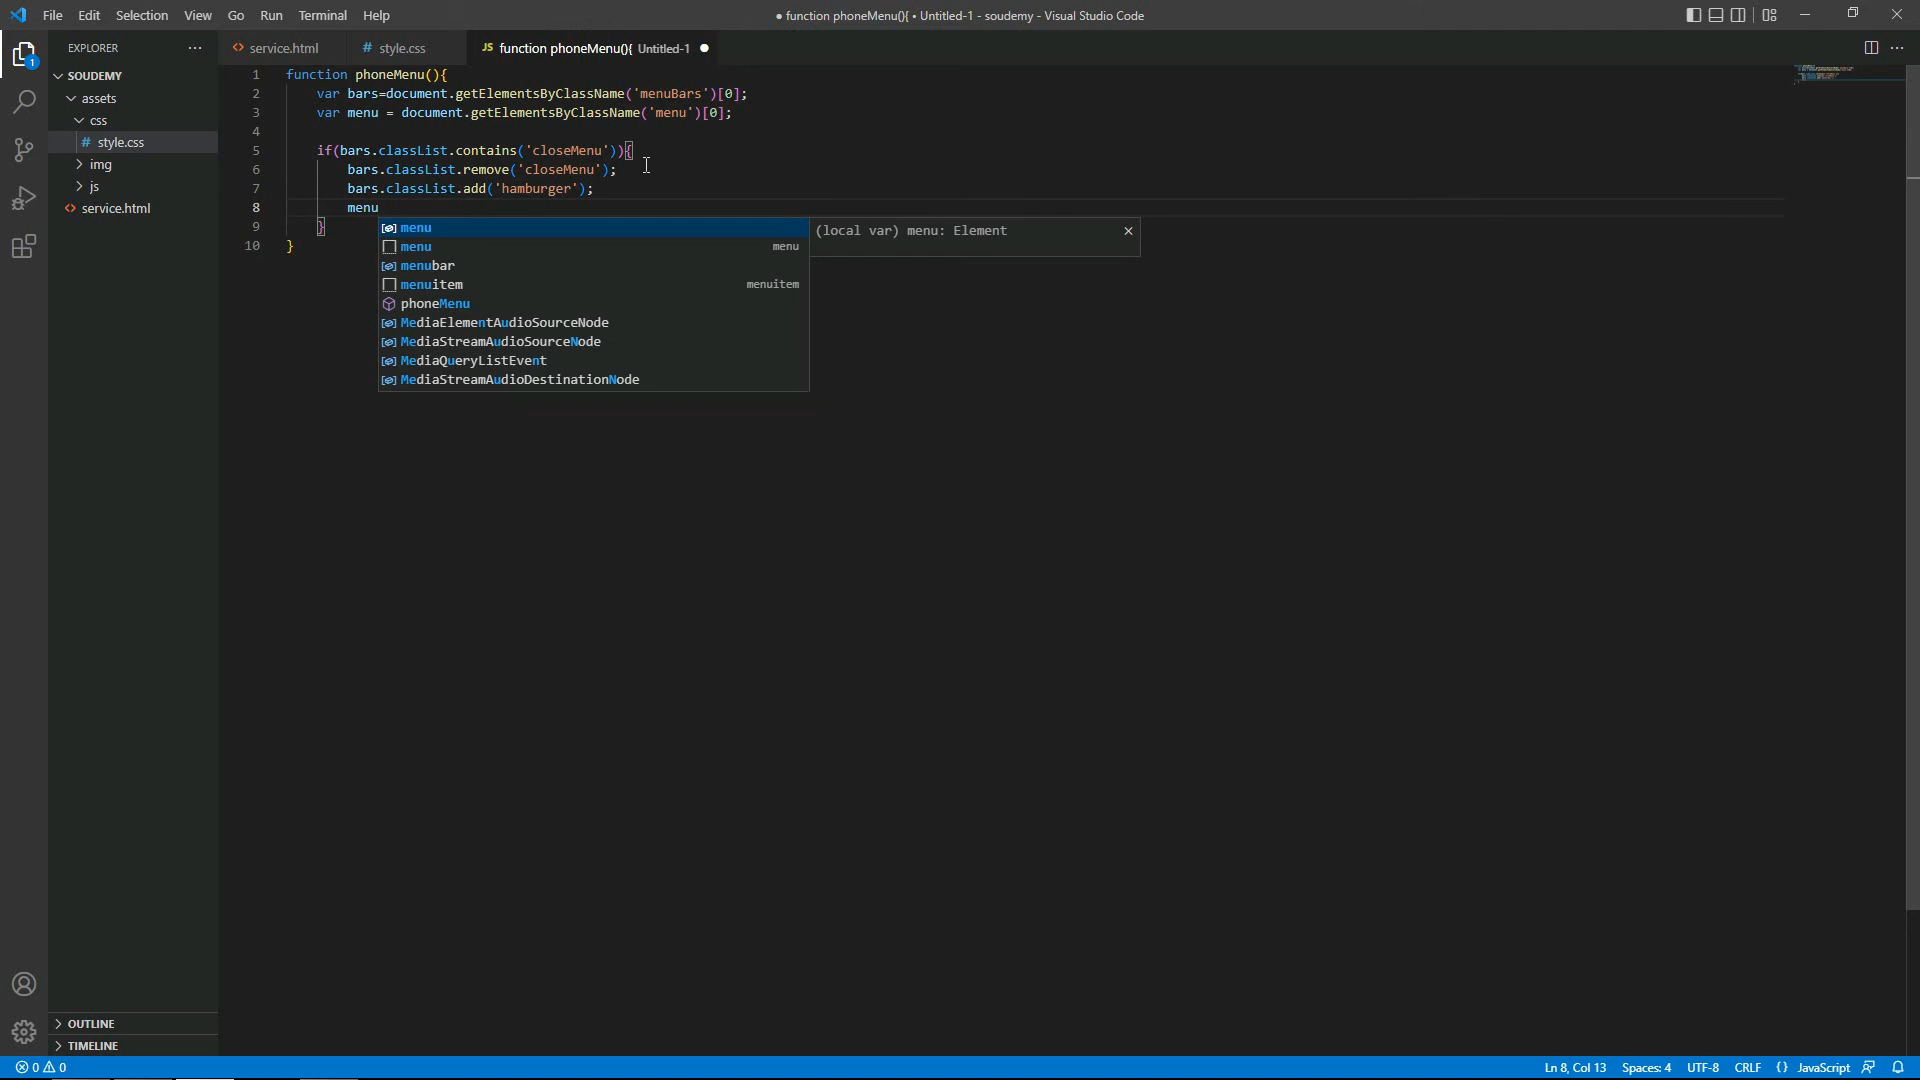 File Edit Selection View Go Run Terminal Help
● function phoneMenu(){ • Untitled-1 - soudemy - Visual Studio Code
EXPLORER
service.html
# style.css
JS function phoneMenu(){ Untitled-1 ●
1
SOUDEMY
assets
css
# style.css
img
js
service.html
1 function phoneMenu(){
2 var bars=document.getElementsByClassName('menuBars')[0];
3 var menu = document.getElementsByClassName('menu')[0];
4
5 if(bars.classList.contains('closeMenu')){
6 bars.classList.remove('closeMenu');
7 bars.classList.add('hamburger');
8 menu
9 }
10 }
menu
menu menu
menubar
menuitem menuitem
phoneMenu
MediaElementAudioSourceNode
MediaStreamAudioSourceNode
MediaQueryListEvent
MediaStreamAudioDestinationNode
(local var) menu: Element
OUTLINE
TIMELINE
0 0
Ln 8, Col 13 Spaces: 4 UTF-8 CRLF {} JavaScript